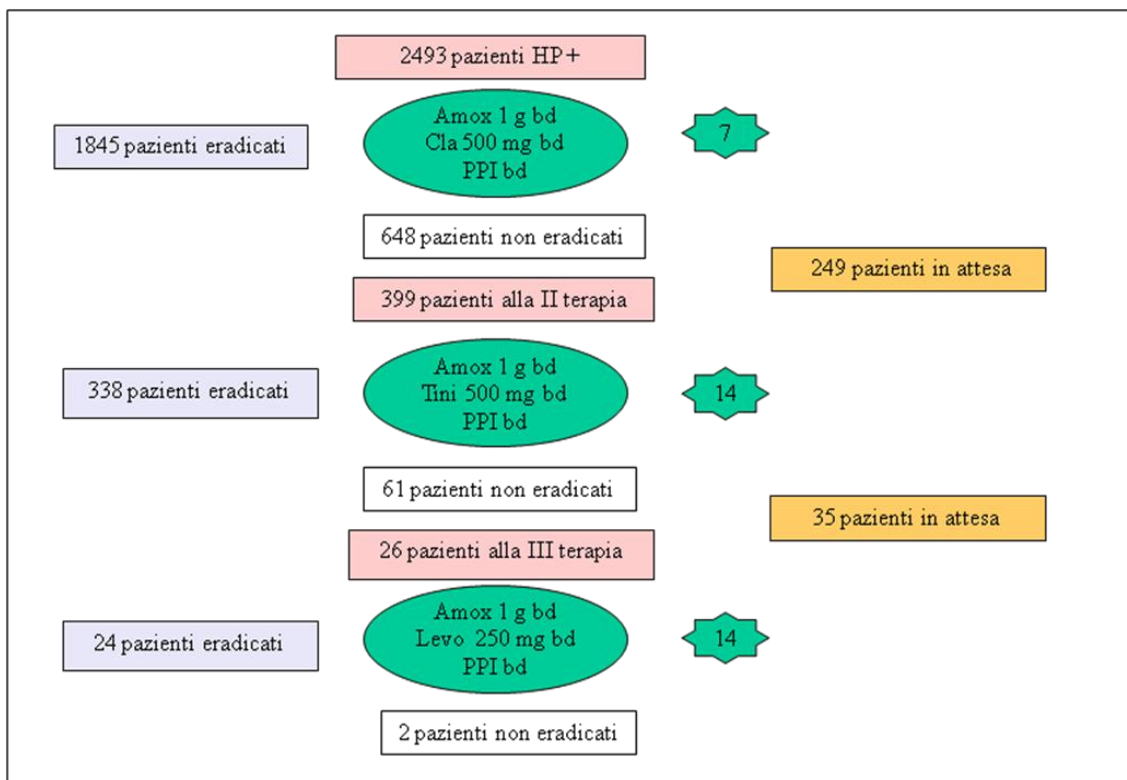 2493 pazienti HP+
1845 pazienti eradicati
Amox 1 g bd
Cla 500 mg bd
PPI bd
7
648 pazienti non eradicati
249 pazienti in attesa
399 pazienti alla II terapia
338 pazienti eradicati
Amox 1 g bd
Tini 500 mg bd
PPI bd
14
61 pazienti non eradicati
35 pazienti in attesa
26 pazienti alla III terapia
24 pazienti eradicati
Amox 1 g bd
Levo 250 mg bd
PPI bd
14
2 pazienti non eradicati